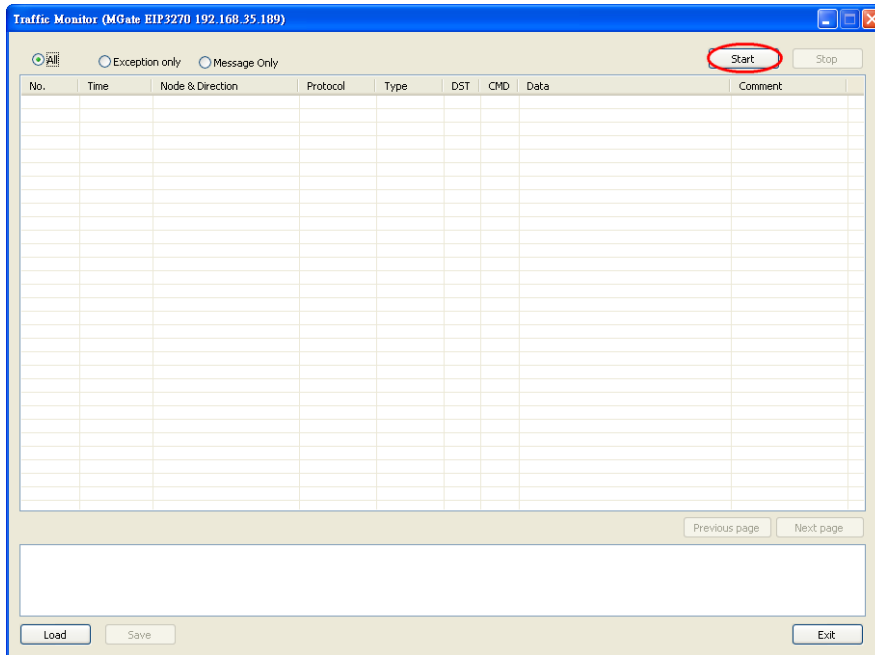 Traffic Monitor (MGate EIP3270 192.168.35.189)
All Exception only Message Only Start Stop
No. Time Node & Direction Protocol Type DST CMD Data Comment
Previous page Next page
Load Save Exit